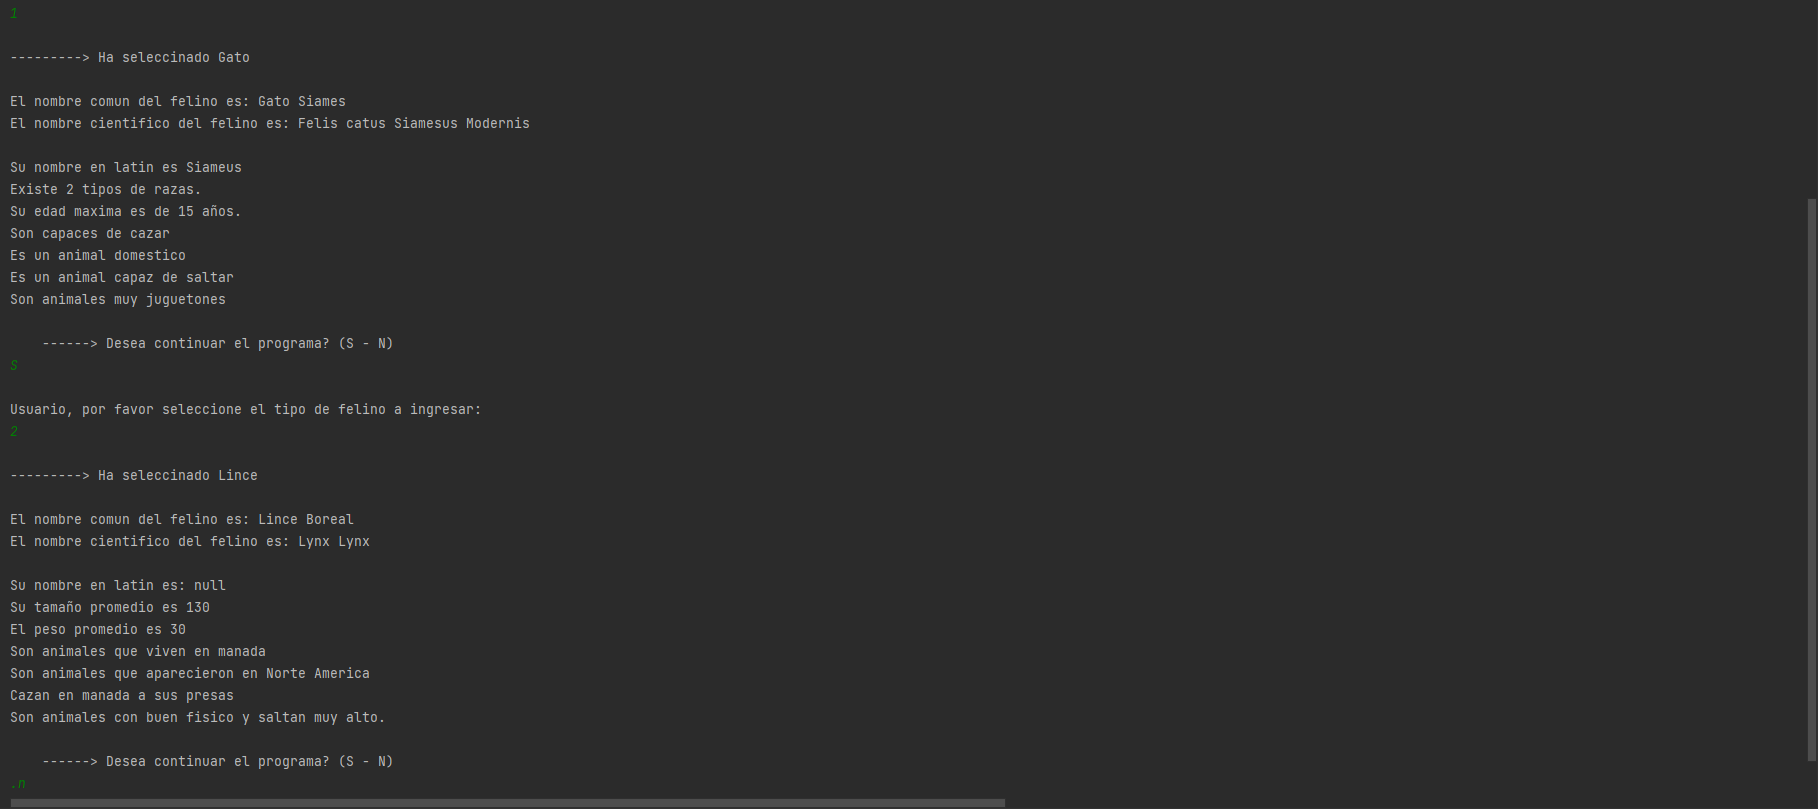 1
---------> Ha seleccinado Gato
El nombre comun del felino es: Gato Siames
El nombre cientifico del felino es: Felis catus Siamesus Modernis
Su nombre en latin es Siameus
Existe 2 tipos de razas.
Su edad maxima es de 15 años.
Son capaces de cazar
Es un animal domestico
Es un animal capaz de saltar
Son animales muy juguetones
------> Desea continuar el programa? (S - N)
S
Usuario, por favor seleccione el tipo de felino a ingresar:
2
---------> Ha seleccinado Lince
El nombre comun del felino es: Lince Boreal
El nombre cientifico del felino es: Lynx Lynx
Su nombre en latin es: null
Su tamaño promedio es 130
El peso promedio es 30
Son animales que viven en manada
Son animales que aparecieron en Norte America
Cazan en manada a sus presas
Son animales con buen fisico y saltan muy alto.
------> Desea continuar el programa? (S - N)
.n